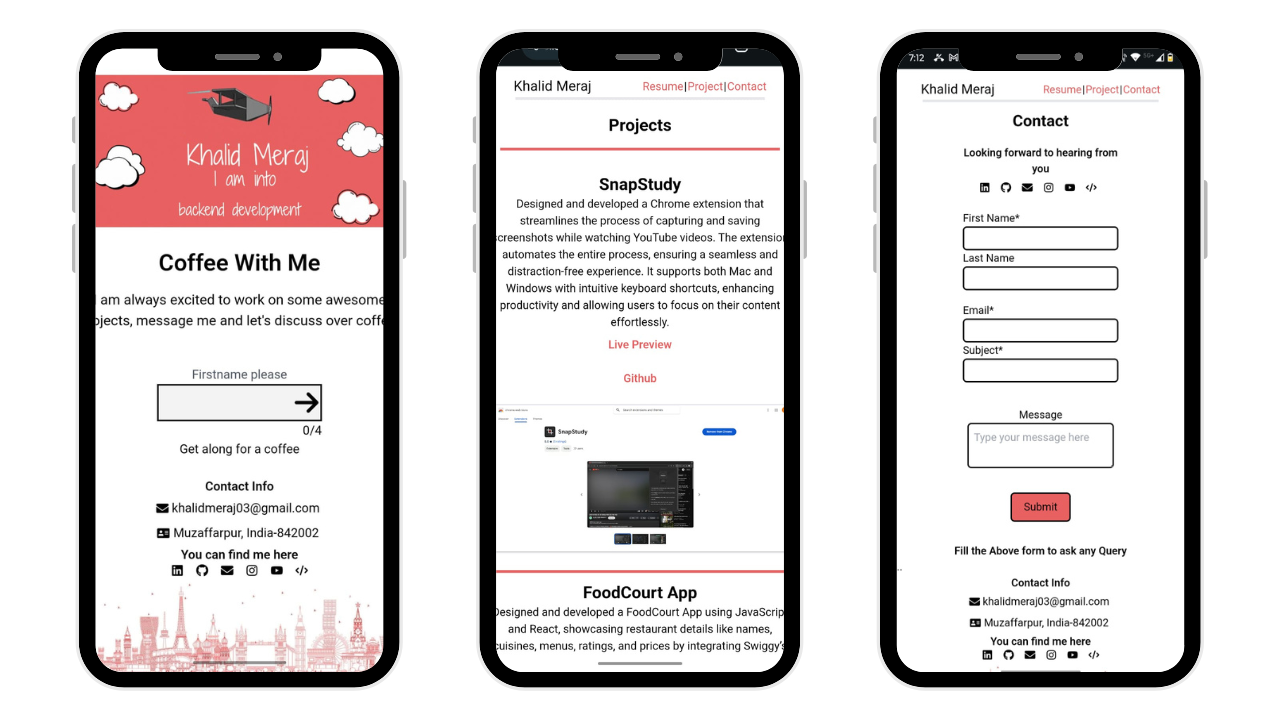 Khalid Meraj
I am into
backend development
Coffee With Me
I am always excited to work on some awesome
ojects, message me and let's discuss over coffe
Firstname please
0/4
Get along for a coffee
Contact Info
khalidmeraj03@gmail.com
Muzaffarpur, India-842002
You can find me here
Khalid Meraj
Resume|Project|Contact
Projects
SnapStudy
Designed and developed a Chrome extension that
streamlines the process of capturing and saving
screenshots while watching YouTube videos. The extension
automates the entire process, ensuring a seamless and
distraction-free experience. It supports both Mac and
Windows with intuitive keyboard shortcuts, enhancing
productivity and allowing users to focus on their content
effortlessly.
Live Preview
Github
SnapStudy
FoodCourt App
Designed and developed a FoodCourt App using JavaScrip
and React, showcasing restaurant details like names,
cuisines, menus, ratings, and prices by integrating Swiggy's
7:12
Khalid Meraj
Resume|Project|Contact
Contact
Looking forward to hearing from
you
First Name*
Last Name
Email*
Subject*
Message
Type your message here
Submit
Fill the Above form to ask any Query
Contact Info
khalidmeraj03@gmail.com
Muzaffarpur, India-842002
You can find me here